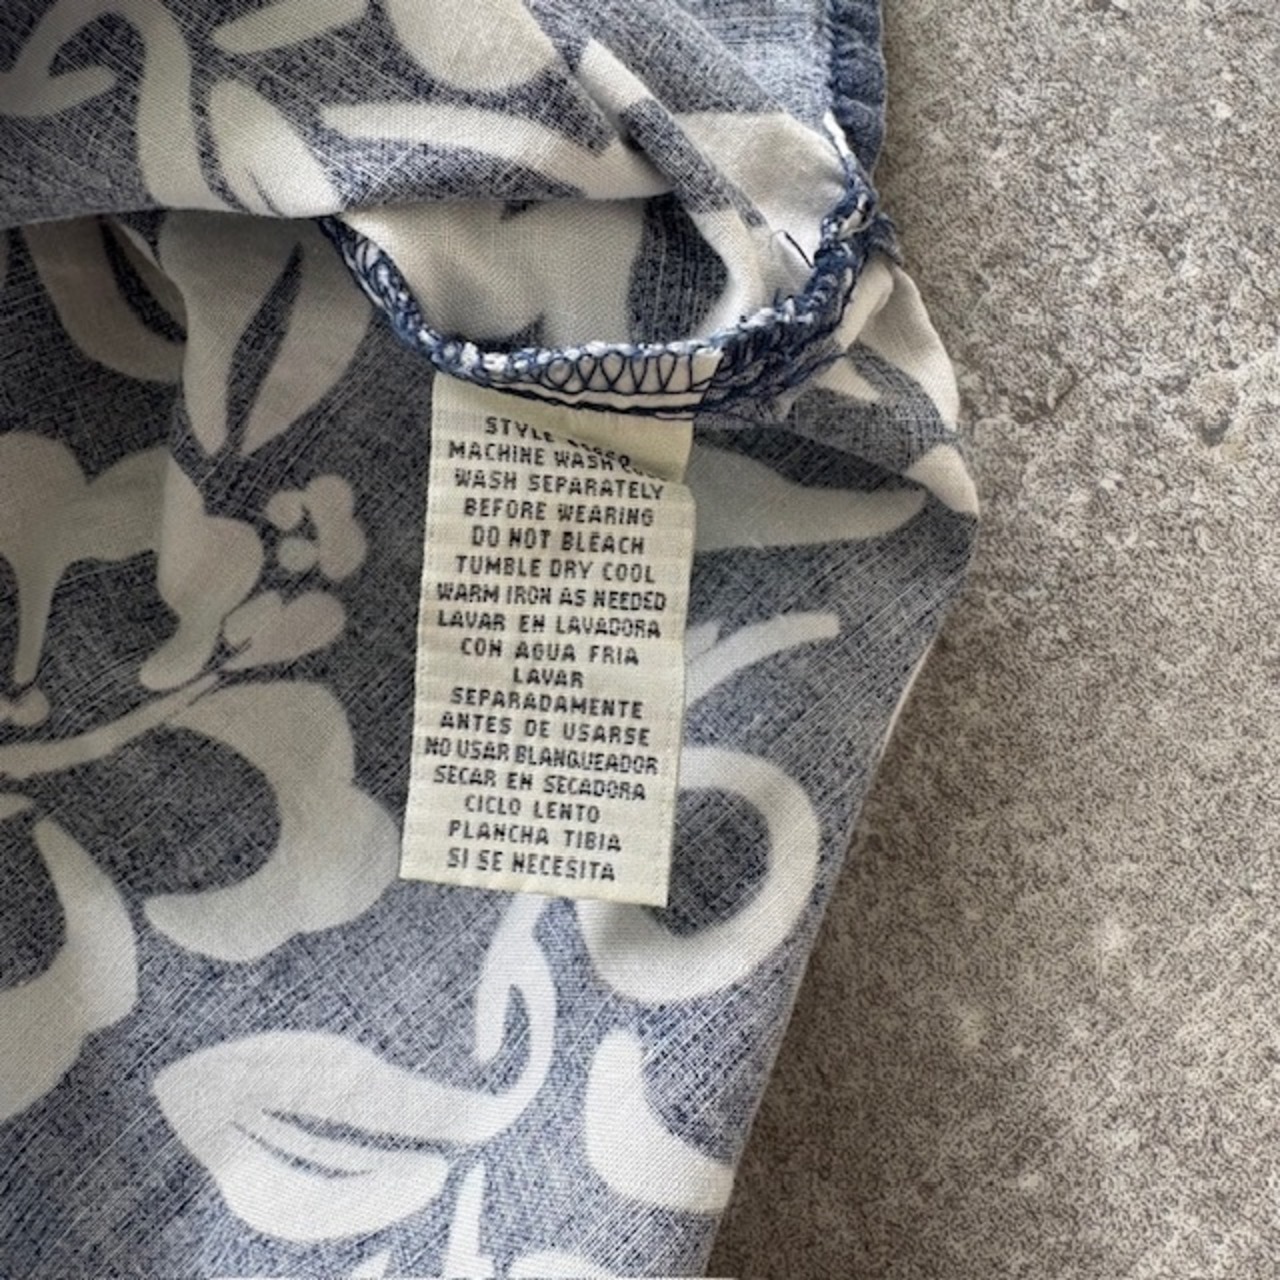 STYLE
MACHINE WASH COLD
WASH SEPARATELY
BEFORE WEARING
DO NOT BLEACH
TUMBLE DRY COOL
WARM IRON AS NEEDED
LAVAR EN LAVADORA
CON AGUA FRIA
LAVAR
SEPARADAMENTE
ANTES DE USARSE
NO USAR BLANQUEADOR
SECAR EN SECADORA
CICLO LENTO
PLANCHA TIBIA
SI SE NECESITA